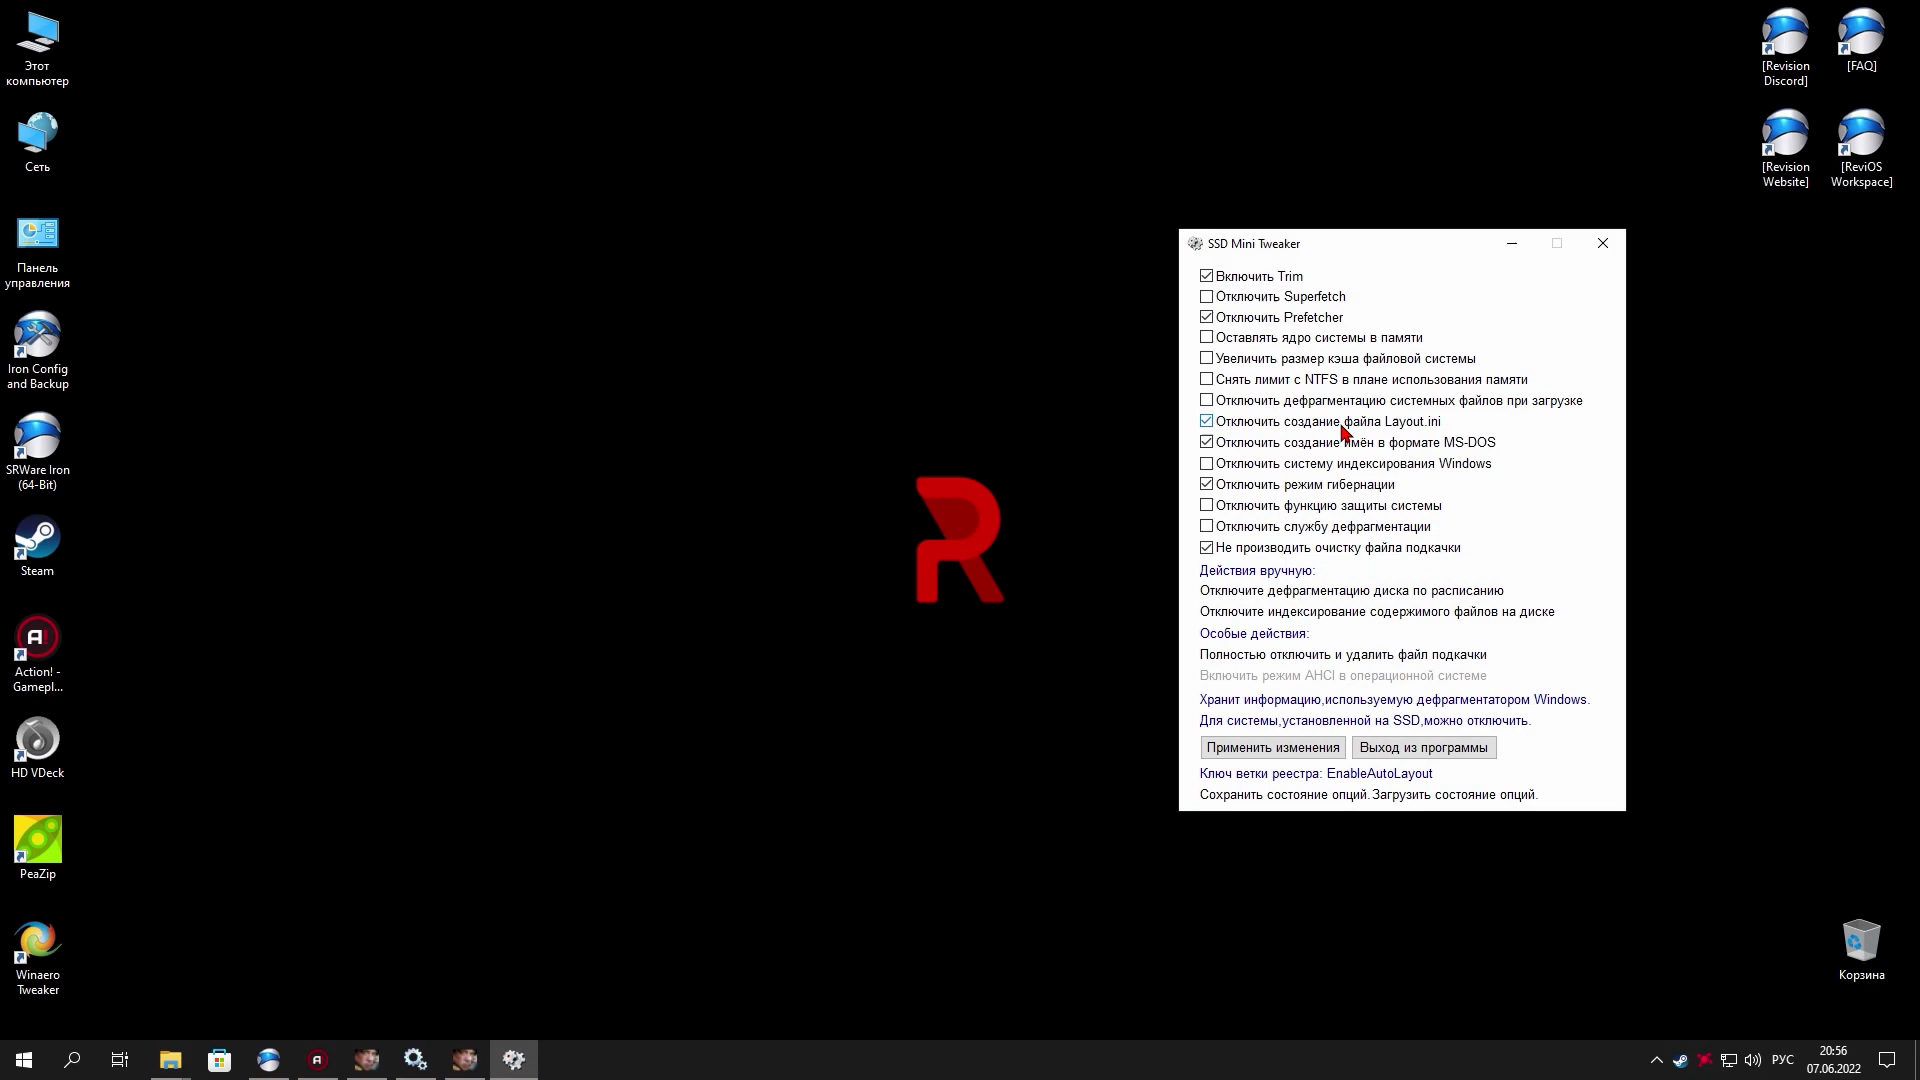 Этот
компьютер
Сеть
Панель
управления
Iron Config
and Backup
SRWare Iron
(64-Bit)
Steam
Action! -
Gamepl...
HD VDeck
PeaZip
Winaero
Tweaker
[Revision
Discord]
[FAQ]
[Revision
Website]
[ReviOS
Workspace]
SSD Mini Tweaker
Включить Trim
Отключить Superfetch
Отключить Prefetcher
Оставлять ядро системы в памяти
Увеличить размер кэша файловой системы
Снять лимит с NTFS в плане использования памяти
Отключить дефрагментацию системных файлов при загрузке
Отключить создание файла Layout.ini
Отключить создание имён в формате MS-DOS
Отключить систему индексирования Windows
Отключить режим гибернации
Отключить функцию защиты системы
Отключить службу дефрагментации
Не производить очистку файла подкачки
Действия вручную:
Отключите дефрагментацию диска по расписанию
Отключите индексирование содержимого файлов на диске
Особые действия:
Полностью отключить и удалить файл подкачки
Включить режим AHCI в операционной системе
Хранит информацию,используемую дефрагментатором Windows.
Для системы,установленной на SSD,можно отключить.
Применить изменения Выход из программы
Ключ ветки реестра: EnableAutoLayout
Сохранить состояние опций. Загрузить состояние опций.
Корзина
РУС
20:56
07.06.2022